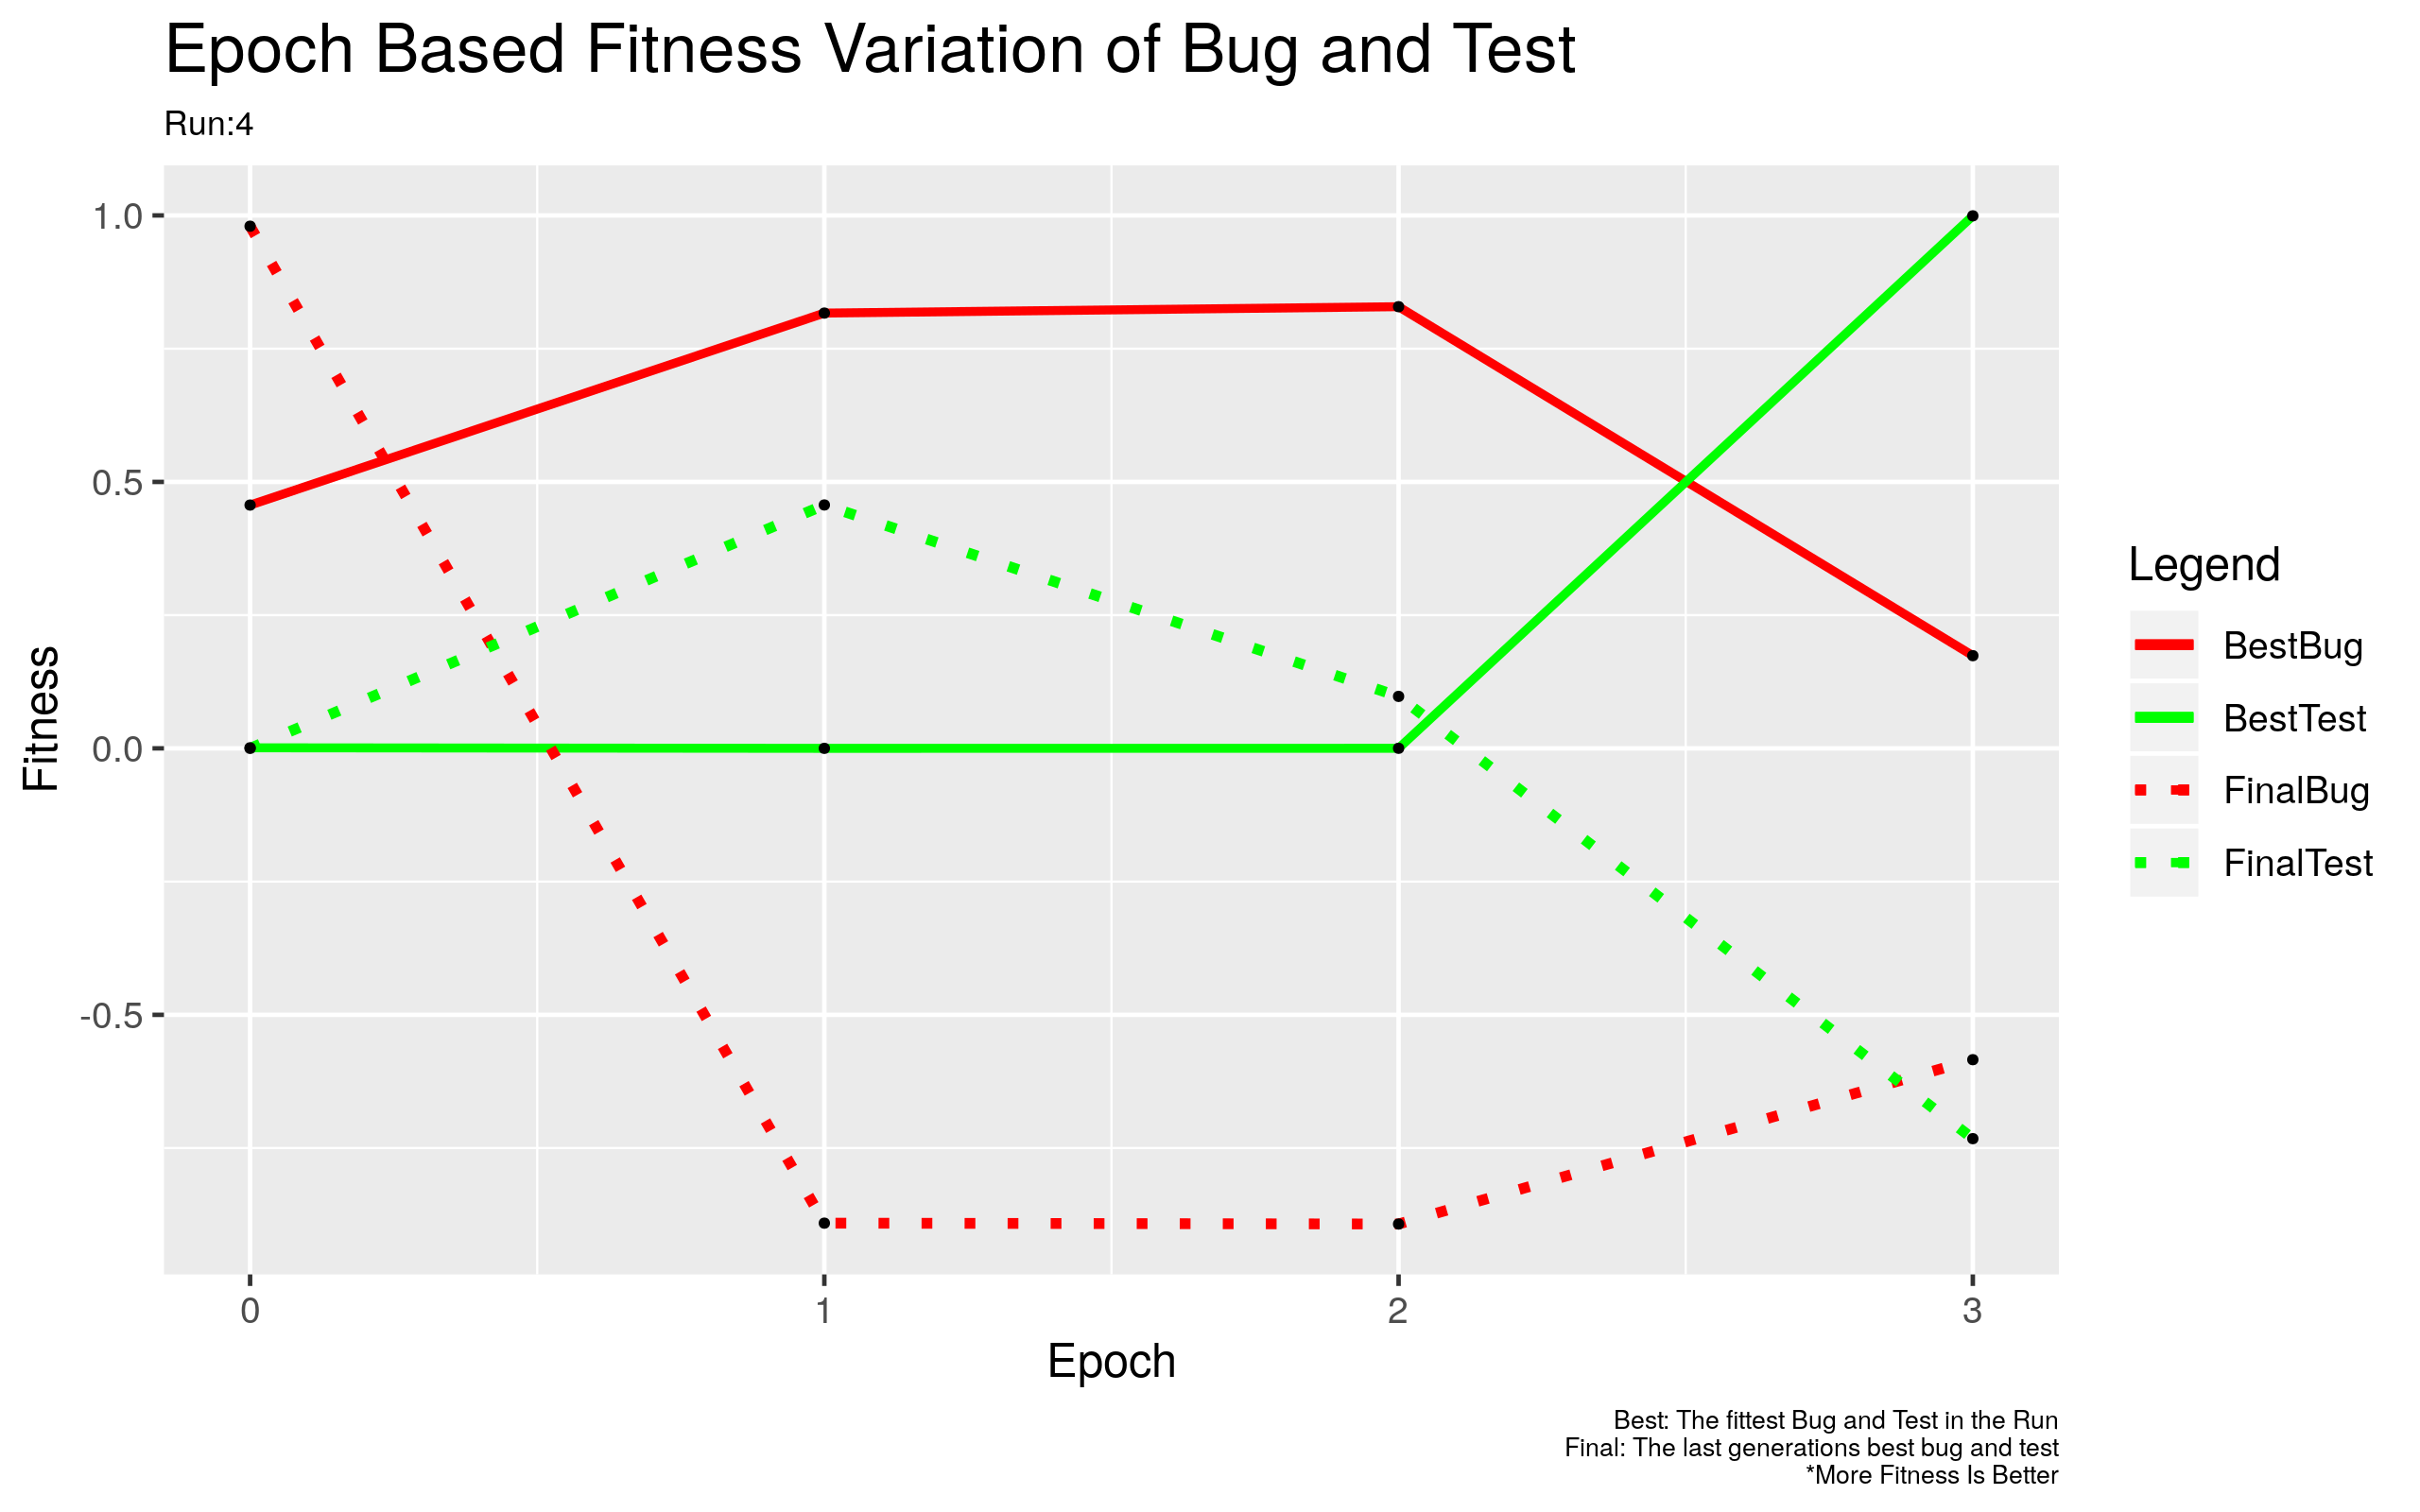 Epoch Based Fitness Variation of Bug and Test
Run:4
1.0
0.5
0.0
-0.5
Fitness
0
1
2
3
Epoch
Legend
BestBug
BestTest
FinalBug
FinalTest
Best: The fittest Bug and Test in the Run
Final: The last generations best bug and test
*More Fitness Is Better